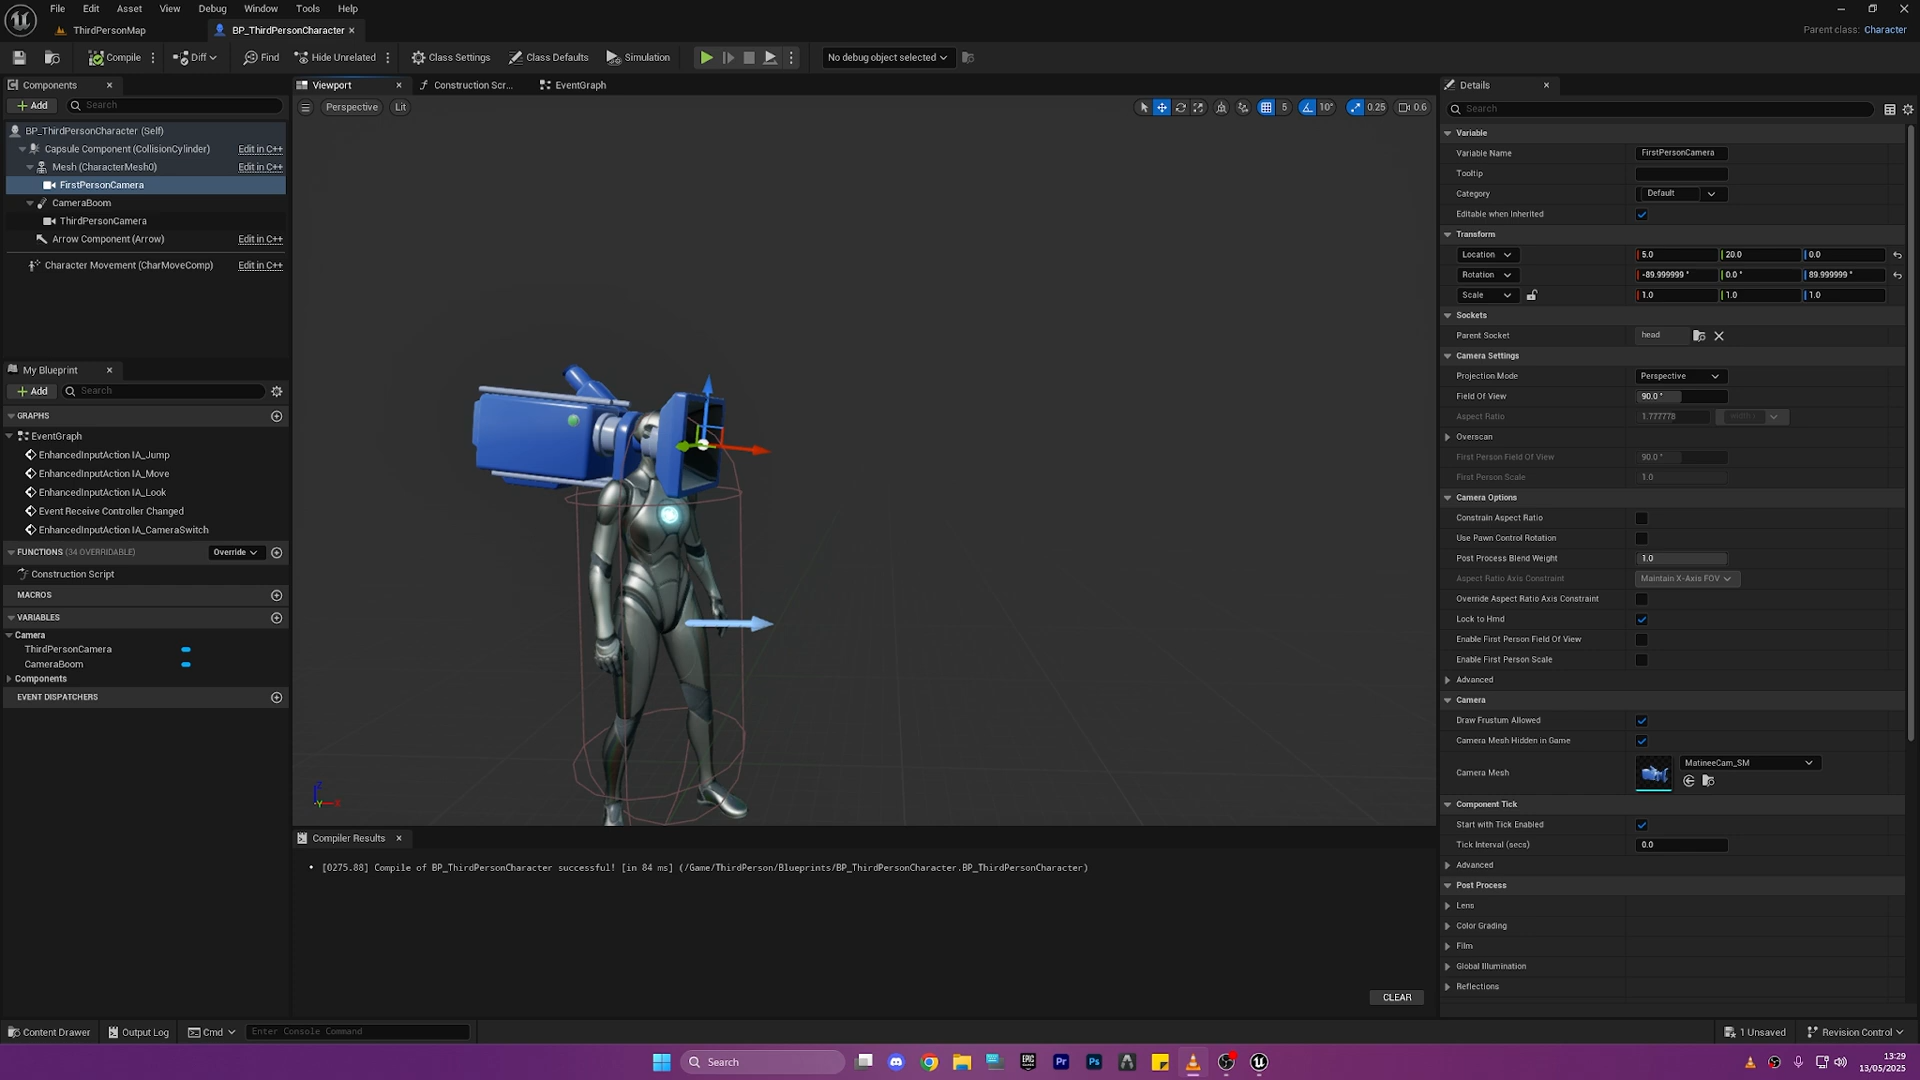 File Edit Asset View Debug Window Tools Help
ThirdPersonMap
BP_ThirdPersonCharacter
Parent class: Character
Compile Diff Find Hide Unrelated Class Settings Class Defaults Simulation No debug object selected
Components
Add Search
BP_ThirdPersonCharacter (Self)
Capsule Component (CollisionCylinder) Edit in C++
Mesh (CharacterMesh0) Edit in C++
FirstPersonCamera
CameraBoom
ThirdPersonCamera
Arrow Component (Arrow) Edit in C++
Character Movement (CharMoveComp) Edit in C++
My Blueprint
Add Search
GRAPHS
EventGraph
EnhancedInputAction IA_Jump
EnhancedInputAction IA_Move
EnhancedInputAction IA_Look
Event Receive Controller Changed
EnhancedInputAction IA_CameraSwitch
FUNCTIONS (34 OVERRIDABLE) Override
Construction Script
MACROS
VARIABLES
Camera
ThirdPersonCamera
CameraBoom
Components
EVENT DISPATCHERS
Viewport Construction Scr... EventGraph
Perspective Lit
5 10° 0.25 0.6
Z
Y X
Compiler Results
[0275.88] Compile of BP_ThirdPersonCharacter successful! [in 84 ms] (/Game/ThirdPerson/Blueprints/BP_ThirdPersonCharacter.BP_ThirdPersonCharacter)
CLEAR
Details
Search
Variable
Variable Name FirstPersonCamera
Tooltip
Category Default
Editable when Inherited
Transform
Location 5.0 20.0 0.0
Rotation -89.999999 ° 0.0 ° 89.999999 °
Scale 1.0 1.0 1.0
Sockets
Parent Socket head
Camera Settings
Projection Mode Perspective
Field Of View 90.0 °
Aspect Ratio 1.777778
Overscan
First Person Field Of View 90.0 °
First Person Scale 1.0
Camera Options
Constrain Aspect Ratio
Use Pawn Control Rotation
Post Process Blend Weight 1.0
Aspect Ratio Axis Constraint Maintain X-Axis FOV
Override Aspect Ratio Axis Constraint
Lock to Hmd
Enable First Person Field Of View
Enable First Person Scale
Advanced
Camera
Draw Frustum Allowed
Camera Mesh Hidden in Game
Camera Mesh MatineeCam_SM
Component Tick
Start with Tick Enabled
Tick Interval (secs) 0.0
Advanced
Post Process
Lens
Color Grading
Film
Global Illumination
Reflections
Content Drawer Output Log Cmd Enter Console Command 1 Unsaved Revision Control
Search
EPIC GAMES
Pr
Ps
13:29
13/05/2025